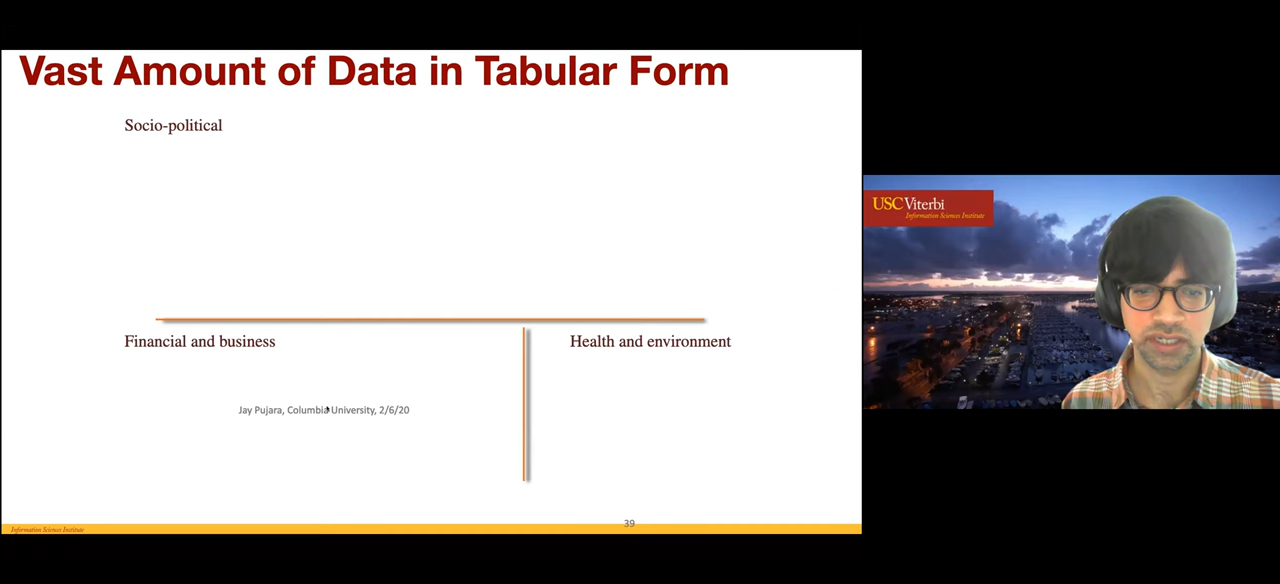 Vast Amount of Data in Tabular Form
Socio-political
Financial and business
Health and environment
Jay Pujara, Columbia University, 2/6/20
39
Information Sciences Institute
USC Viterbi
Information Sciences Institute